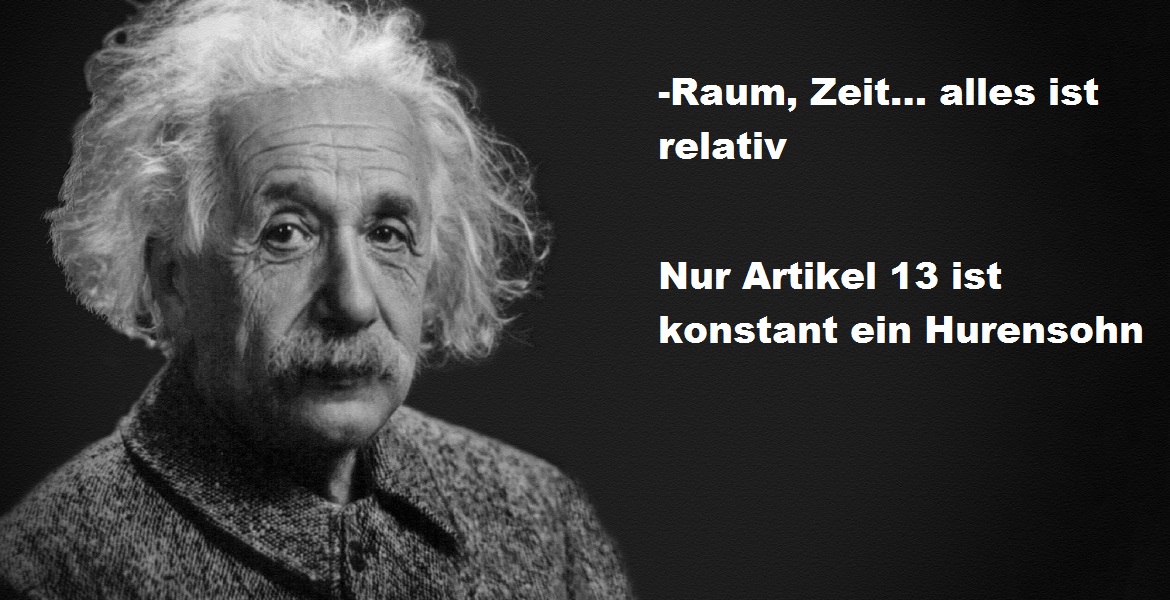 -Raum, Zeit... alles ist
relativ
Nur Artikel 13 ist
konstant ein Hurensohn